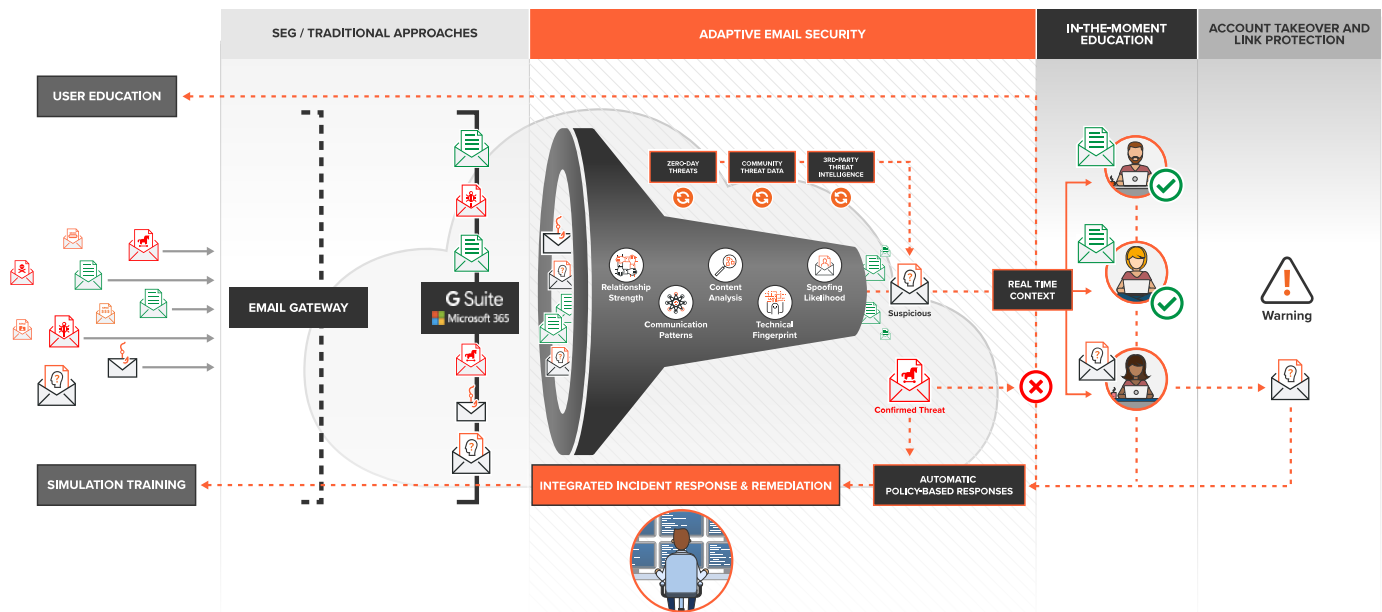 SEG / TRADITIONAL APPROACHES
ADAPTIVE EMAIL SECURITY
IN-THE-MOMENT
EDUCATION
ACCOUNT TAKEOVER AND
LINK PROTECTION
USER EDUCATION
ZERO-DAY
THREATS
COMMUNITY
THREAT DATA
3RD-PARTY
THREAT
INTELLIGENCE
EMAIL GATEWAY
G Suite
Microsoft 365
Relationship
Strength
Content
Analysis
Spoofing
Likelihood
Communication
Patterns
Technical
Fingerprint
Suspicious
REAL TIME
CONTEXT
Warning
Confirmed Threat
SIMULATION TRAINING
INTEGRATED INCIDENT RESPONSE & REMEDIATION
AUTOMATIC
POLICY-BASED RESPONSES